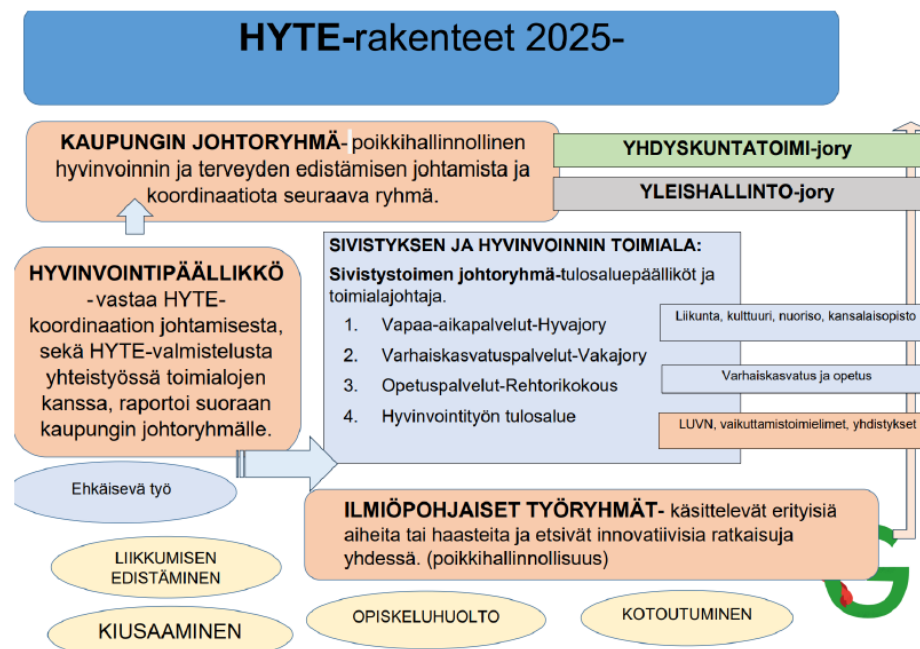 HYTE-rakenteet 2025-
KAUPUNGIN JOHTORYHMÄ- poikkihallinnollinen
hyvinvoinnin ja terveyden edistämisen johtamista ja
koordinaatiota seuraava ryhmä.
YHDYSKUNTATOIMI-jory
YLEISHALLINTO-jory
HYVINVOINTIPÄÄLLIKKÖ
-vastaa HYTE-
koordinaation johtamisesta,
sekä HYTE-valmistelusta
yhteistyössä toimialojen
kanssa, raportoi suoraan
kaupungin johtoryhmälle.
SIVISTYKSEN JA HYVINVOINNIN TOIMIALA:
Sivistystoimen johtoryhmä-tulosaluepäälliköt ja
toimialajohtaja.
1. Vapaa-aikapalvelut-Hyvajory
2. Varhaiskasvatuspalvelut-Vakajory
3. Opetuspalvelut-Rehtorikokous
4. Hyvinvointityön tulosalue
Liikunta, kulttuuri, nuoriso, kansalaisopisto
Varhaiskasvatus ja opetus
LUVN, vaikuttamistoimielimet, yhdistykset
Ehkäisevä työ
ILMIÖPOHJAISET TYÖRYHMÄT- käsittelevät erityisiä
aiheita tai haasteita ja etsivät innovatiivisia ratkaisuja
yhdessä. (poikkihallinnollisuus)
LIIKKUMISEN
EDISTÄMINEN
KIUSAAMINEN
OPISKELUHUOLTO
KOTOUTUMINEN